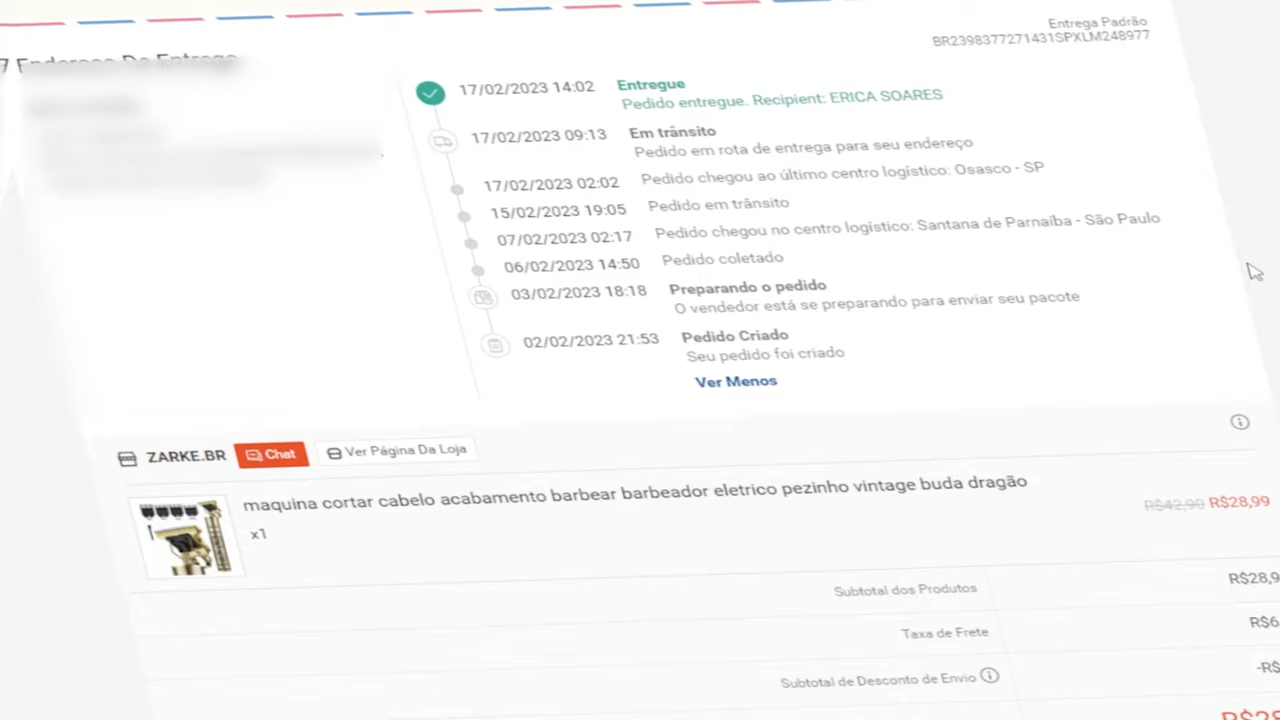 Entrega Padrão
BR2398377271431SPXLM248977
17/02/2023 14:02 Entregue
Pedido entregue. Recipient: ERICA SOARES
17/02/2023 09:13 Em trânsito
Pedido em rota de entrega para seu endereço
17/02/2023 02:02 Pedido chegou ao último centro logístico: Osasco - SP
15/02/2023 19:05 Pedido em trânsito
07/02/2023 02:17 Pedido chegou no centro logístico: Santana de Parnaíba - São Paulo
06/02/2023 14:50 Pedido coletado
03/02/2023 18:18 Preparando o pedido
O vendedor está se preparando para enviar seu pacote
02/02/2023 21:53 Pedido Criado
Seu pedido foi criado
Ver Menos
ZARKE.BR Chat Ver Página Da Loja
maquina cortar cabelo acabamento barbear barbeador eletrico pezinho vintage buda dragão
x1
R$42,90 R$28,99
Subtotal dos Produtos R$28,9
Taxa de Frete R$6
Subtotal de Desconto de Envio -R$